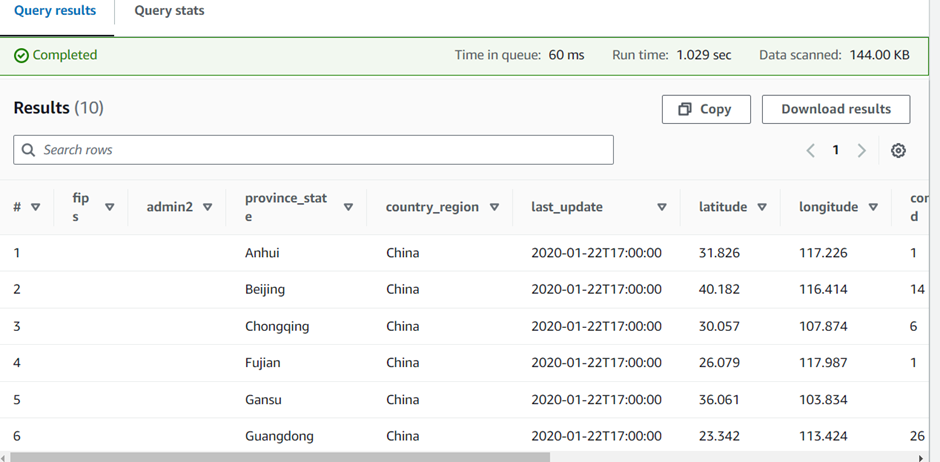 Query results Query stats
Completed Time in queue: 60 ms Run time: 1.029 sec Data scanned: 144.00 KB
Results (10) Copy Download results
Search rows 1
# fip s admin2 province_stat e country_region last_update latitude longitude con d
1 Anhui China 2020-01-22T17:00:00 31.826 117.226 1
2 Beijing China 2020-01-22T17:00:00 40.182 116.414 14
3 Chongqing China 2020-01-22T17:00:00 30.057 107.874 6
4 Fujian China 2020-01-22T17:00:00 26.079 117.987 1
5 Gansu China 2020-01-22T17:00:00 36.061 103.834
6 Guangdong China 2020-01-22T17:00:00 23.342 113.424 26